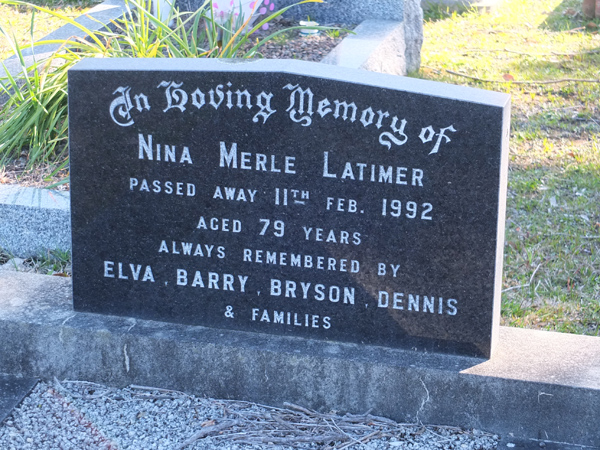 In Loving Memory of
NINA MERLE LATIMER
PASSED AWAY 11TH FEB. 1992
AGED 79 YEARS
ALWAYS REMEMBERED BY
ELVA, BARRY, BRYSON, DENNIS
& FAMILIES